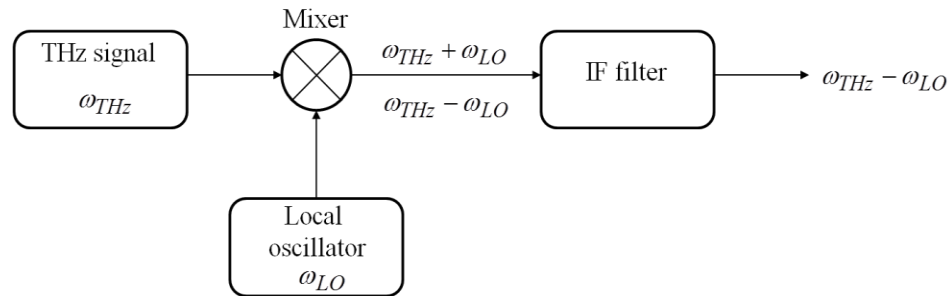 Mixer
THz signal
ω_THz
ω_THz + ω_LO
ω_THz − ω_LO
IF filter
ω_THz − ω_LO
Local
oscillator
ω_LO